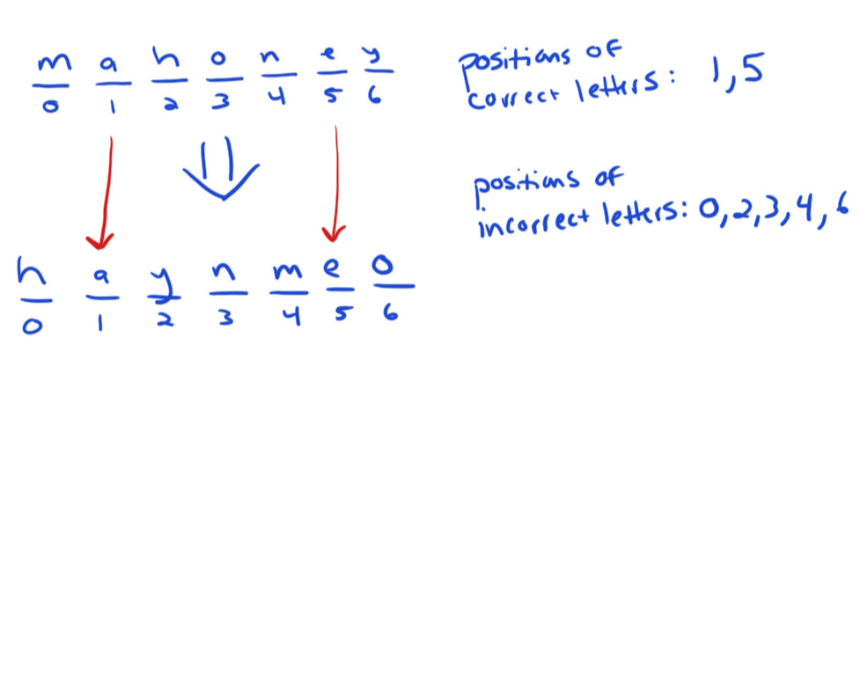 m a h o n e y
0 1 2 3 4 5 6
positions of
correct letters: 1,5
positions of
incorrect letters: 0,2,3,4,6
h a y n m e o
0 1 2 3 4 5 6